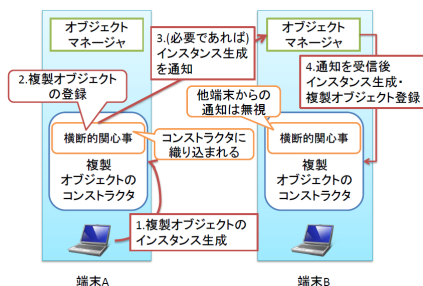 オブジェクト
マネージャ
3.(必要であれば)
インスタンス生成
を通知
オブジェクト
マネージャ
2.複製オブジェクト
の登録
4.通知を受信後
インスタンス生成・
複製オブジェクト登録
他端末からの
通知は無視
横断的関心事
コンストラクタに
織り込まれる
横断的関心事
複製
オブジェクトの
コンストラクタ
複製
オブジェクトの
コンストラクタ
1.複製オブジェクトの
インスタンス生成
端末A
端末B